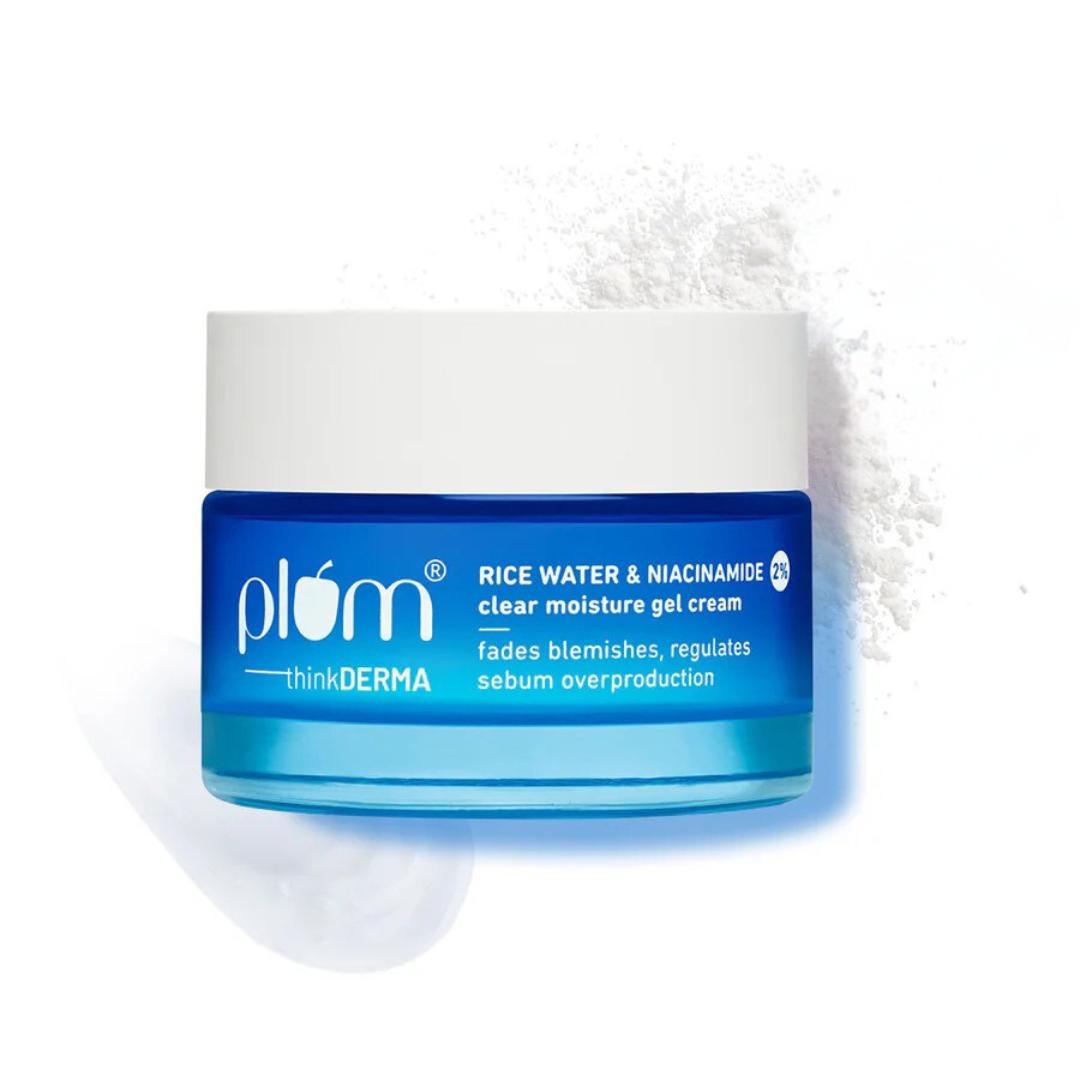 plum®
thinkDERMA
RICE WATER & NIACINAMIDE 2%
clear moisture gel cream
fades blemishes, regulates
sebum overproduction